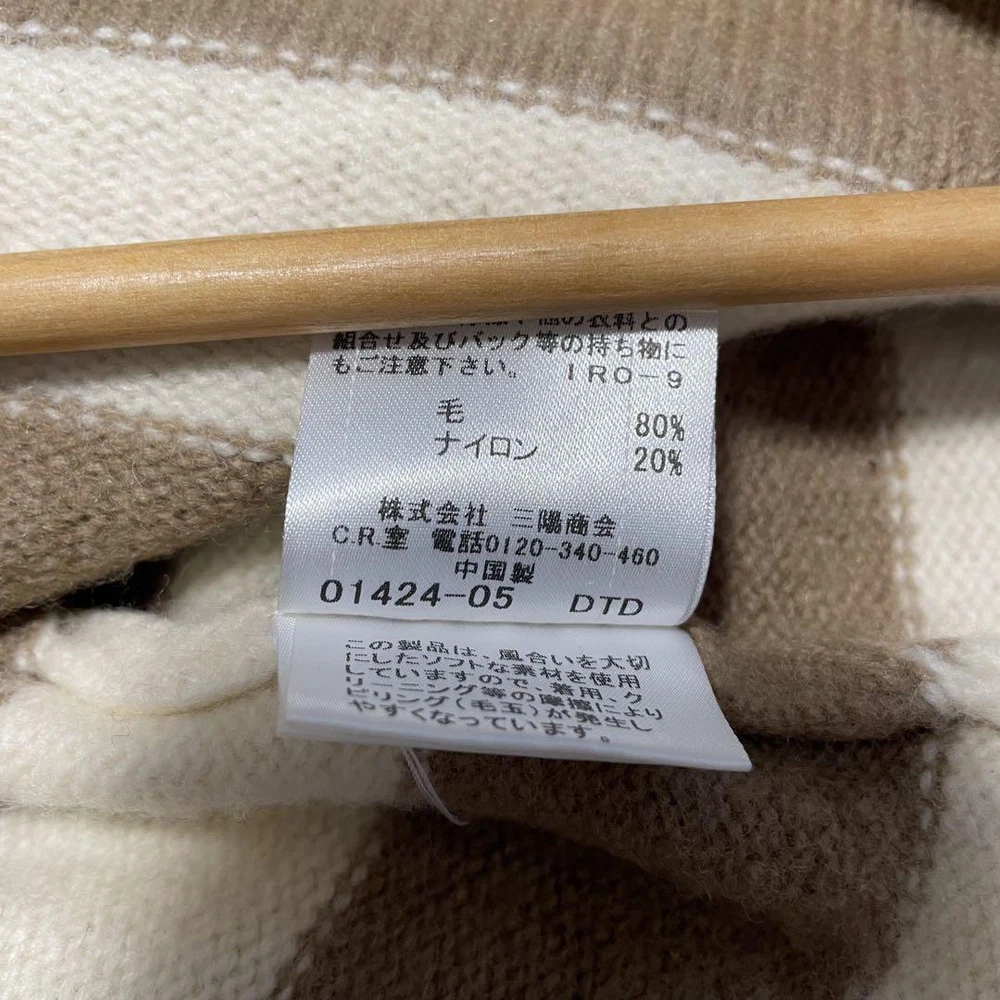 他の衣料との
組合せ及びバック等の持ち物に
もご注意下さい。 IRO-9
毛 80%
ナイロン 20%
株式会社 三陽商会
C.R.室 電話0120-340-460
中国製
01424-05 DTD
この製品は、風合いを大切
にしたソフトな素材を使用
していますので、着用、ク
リーニング等の摩擦により
ピリング(毛玉)が発生し
やすくなっています。